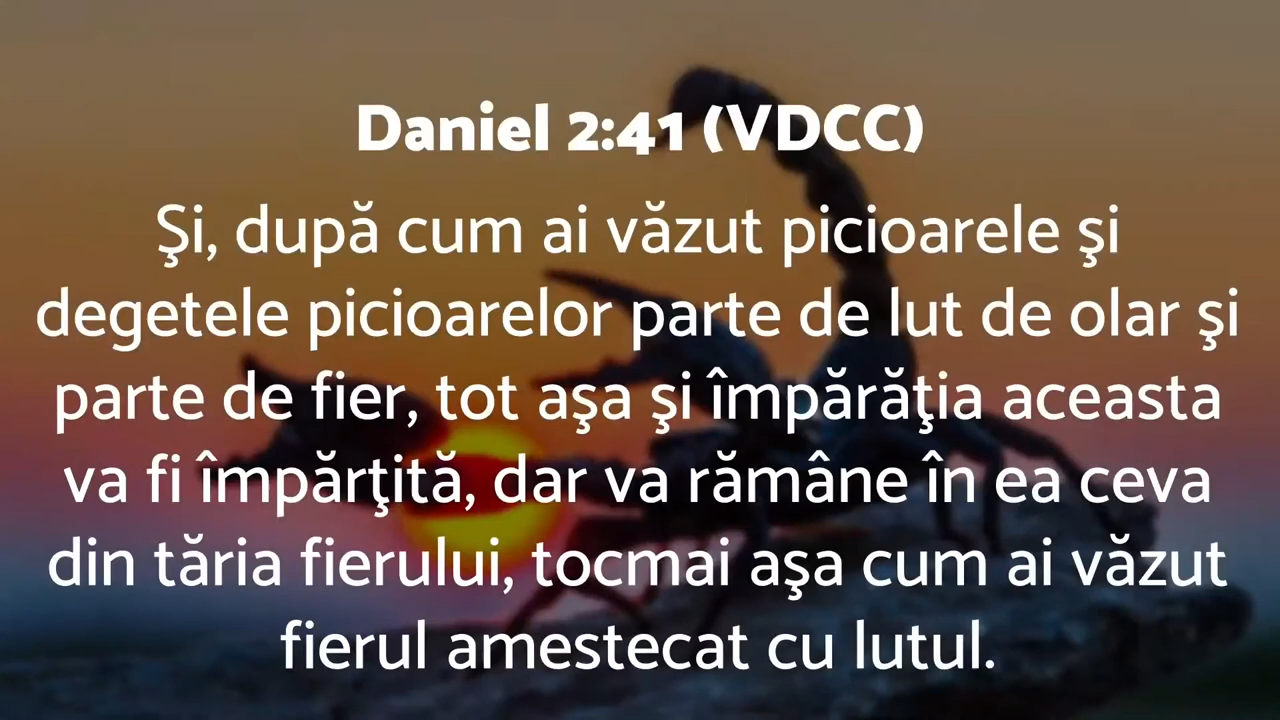 Daniel 2:41 (VDCC)
Şi, după cum ai văzut picioarele şi
degetele picioarelor parte de lut de olar şi
parte de fier, tot aşa şi împărăţia aceasta
va fi împărţită, dar va rămâne în ea ceva
din tăria fierului, tocmai aşa cum ai văzut
fierul amestecat cu lutul.